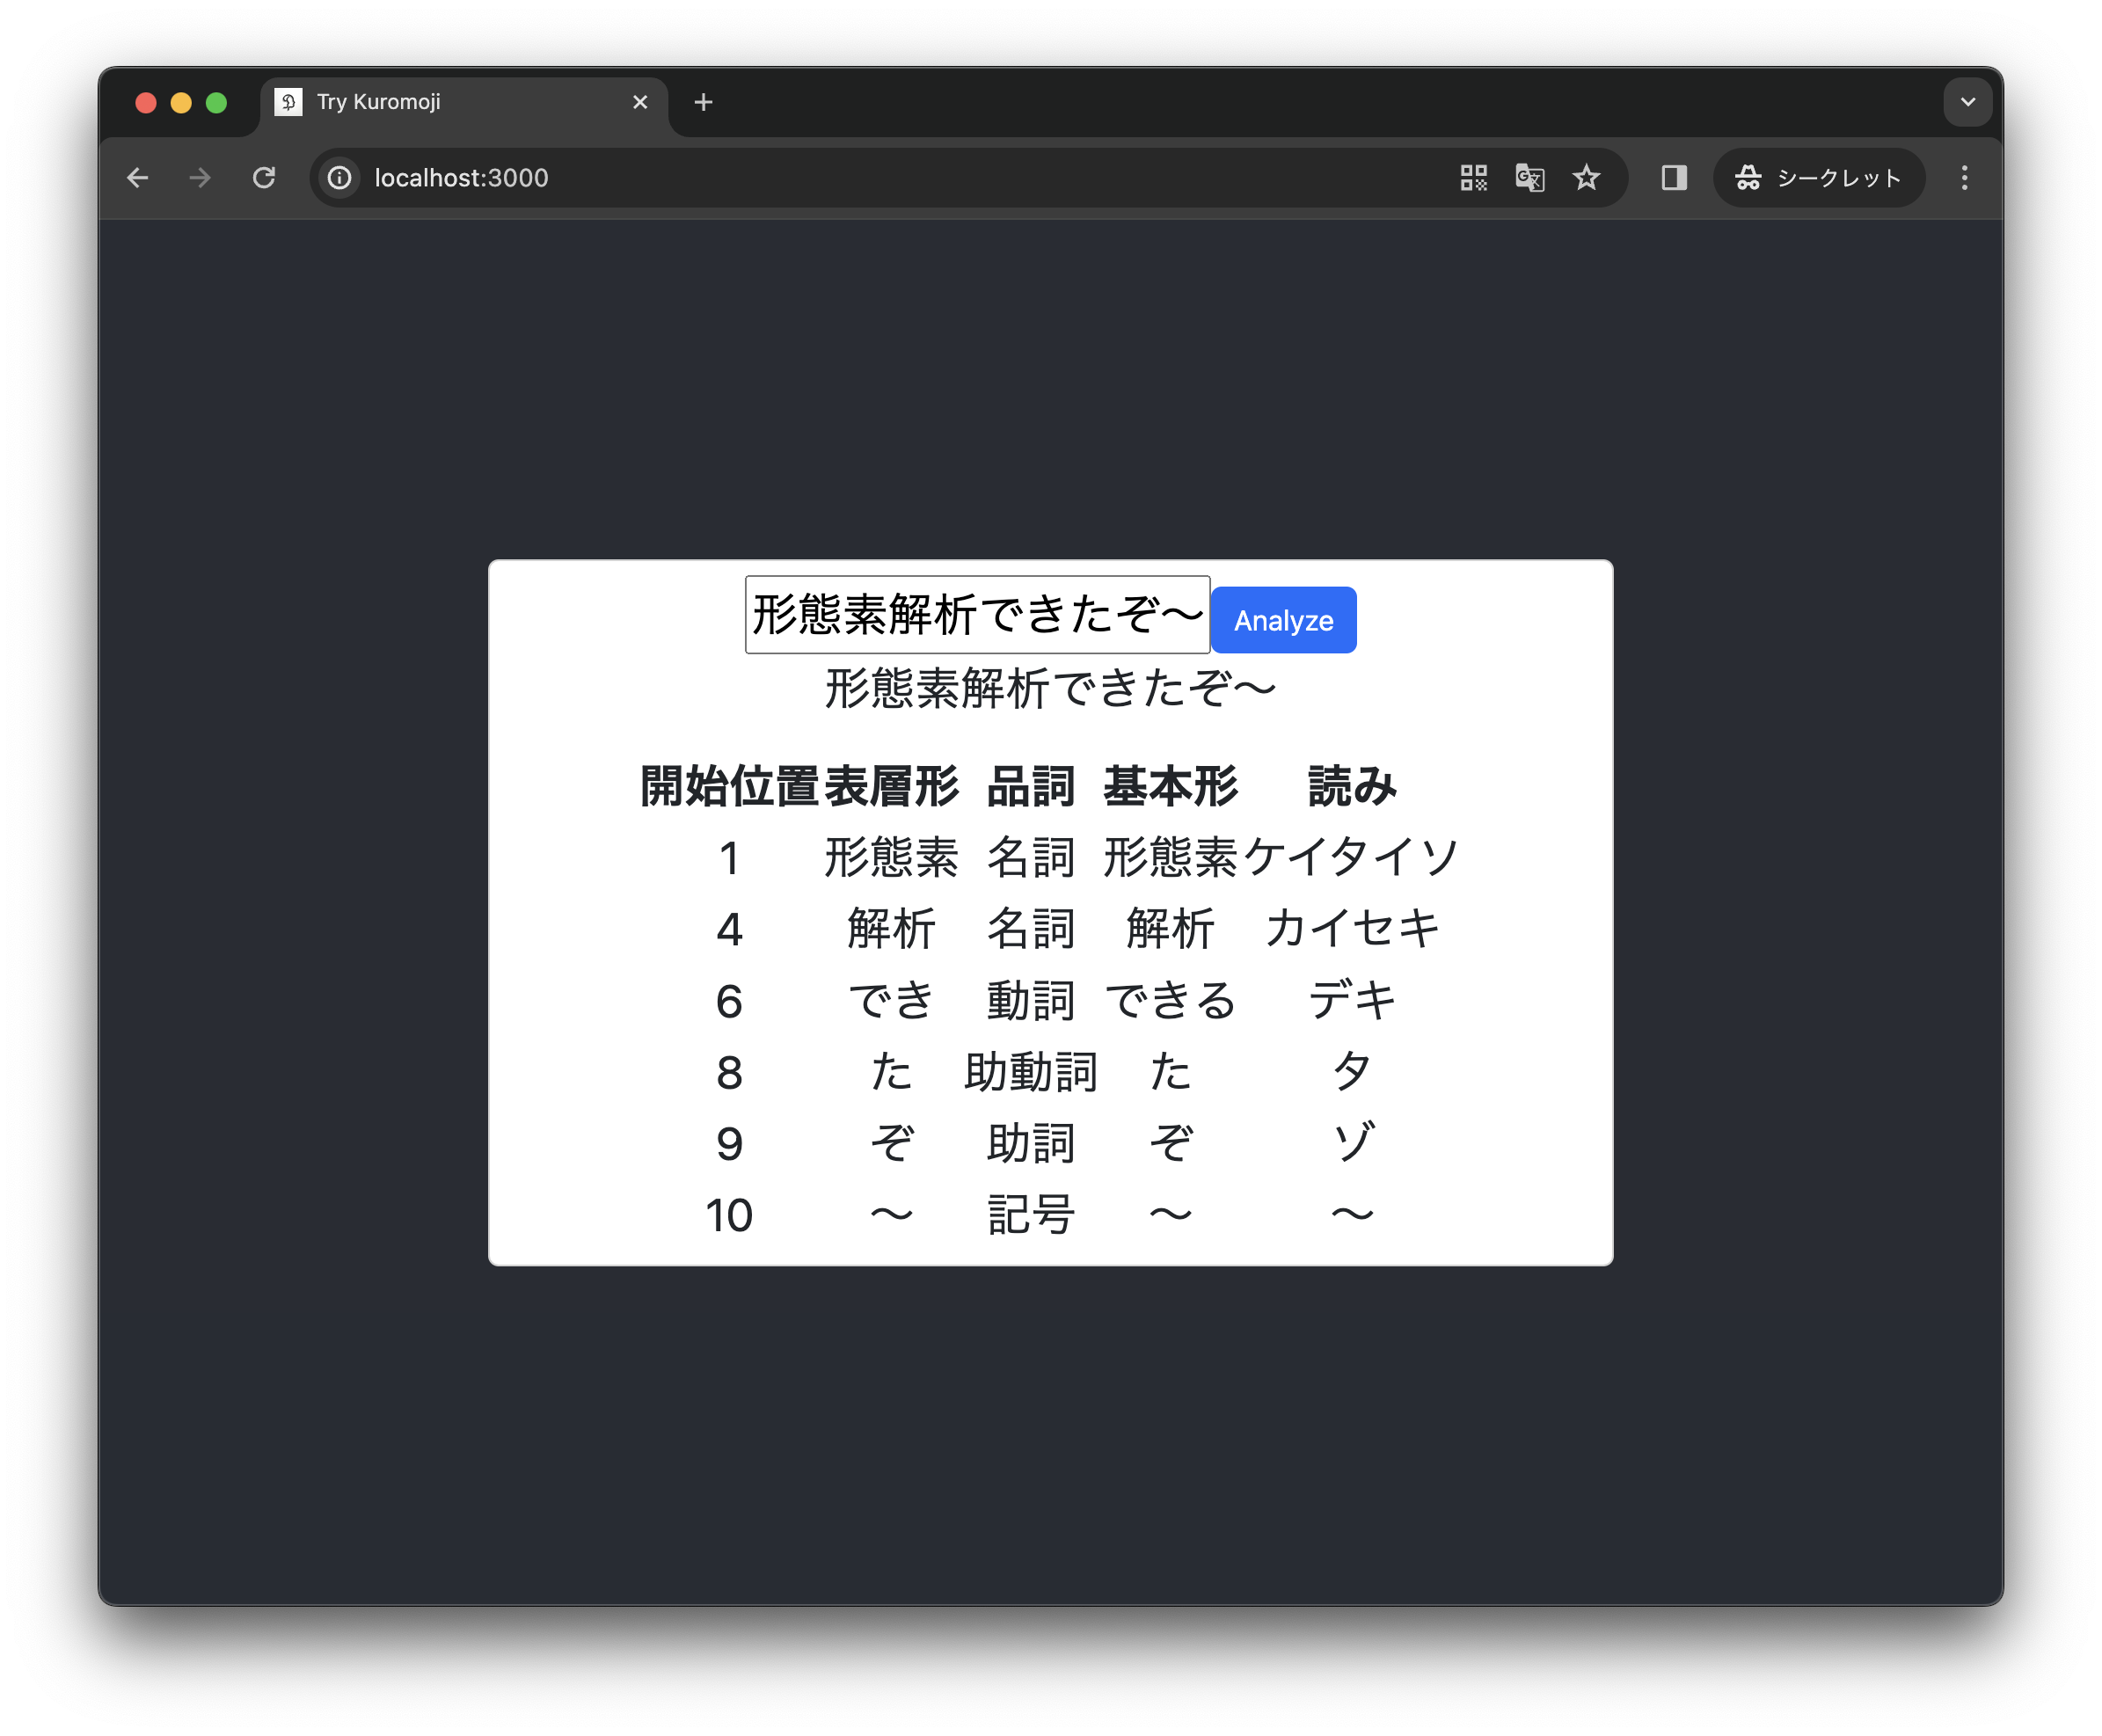 Try Kuromoji
localhost:3000
シークレット
形態素解析できたぞ〜 Analyze
形態素解析できたぞ〜
開始位置 表層形 品詞 基本形 読み
1 形態素 名詞 形態素 ケイタイソ
4 解析 名詞 解析 カイセキ
6 でき 動詞 できる デキ
8 た 助動詞 た タ
9 ぞ 助詞 ぞ ゾ
10 〜 記号 〜 〜